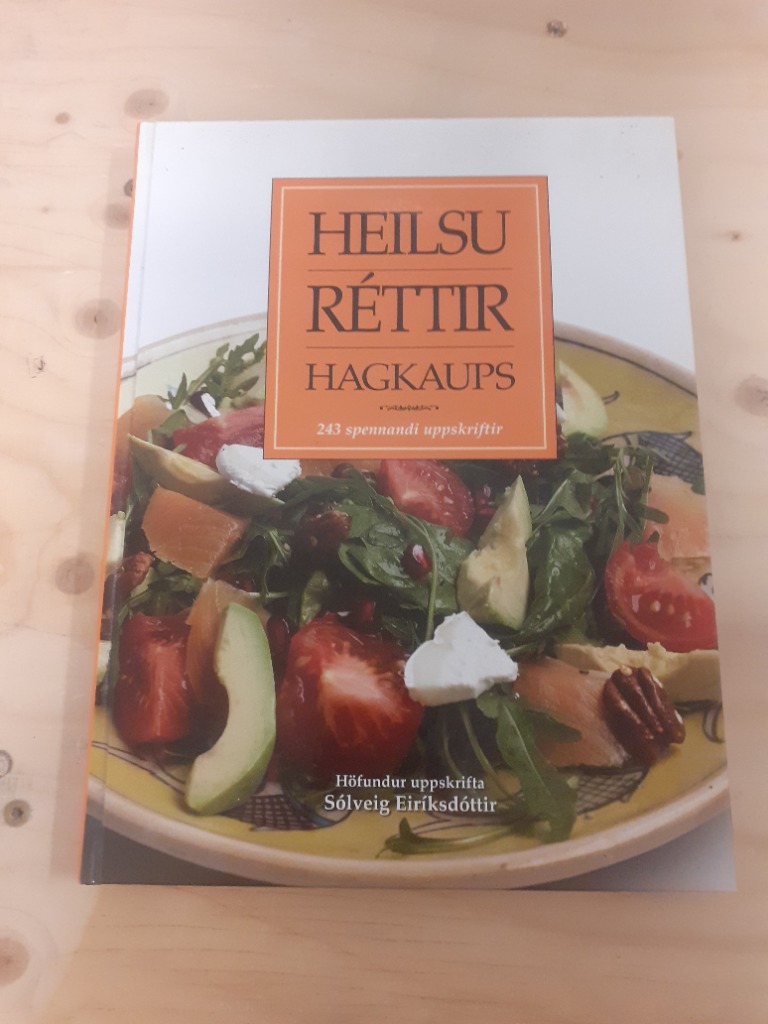 HEILSU
RÉTTIR
HAGKAUPS
243 spennandi uppskriftir
Höfundur uppskrifta
Sólveig Eiríksdóttir